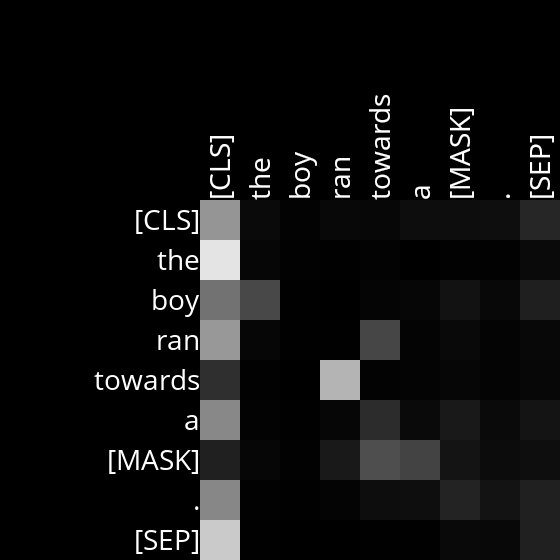 [CLS] the boy ran towards a [MASK] . [SEP]
[CLS]
the
boy
ran
towards
a
[MASK]
.
[SEP]